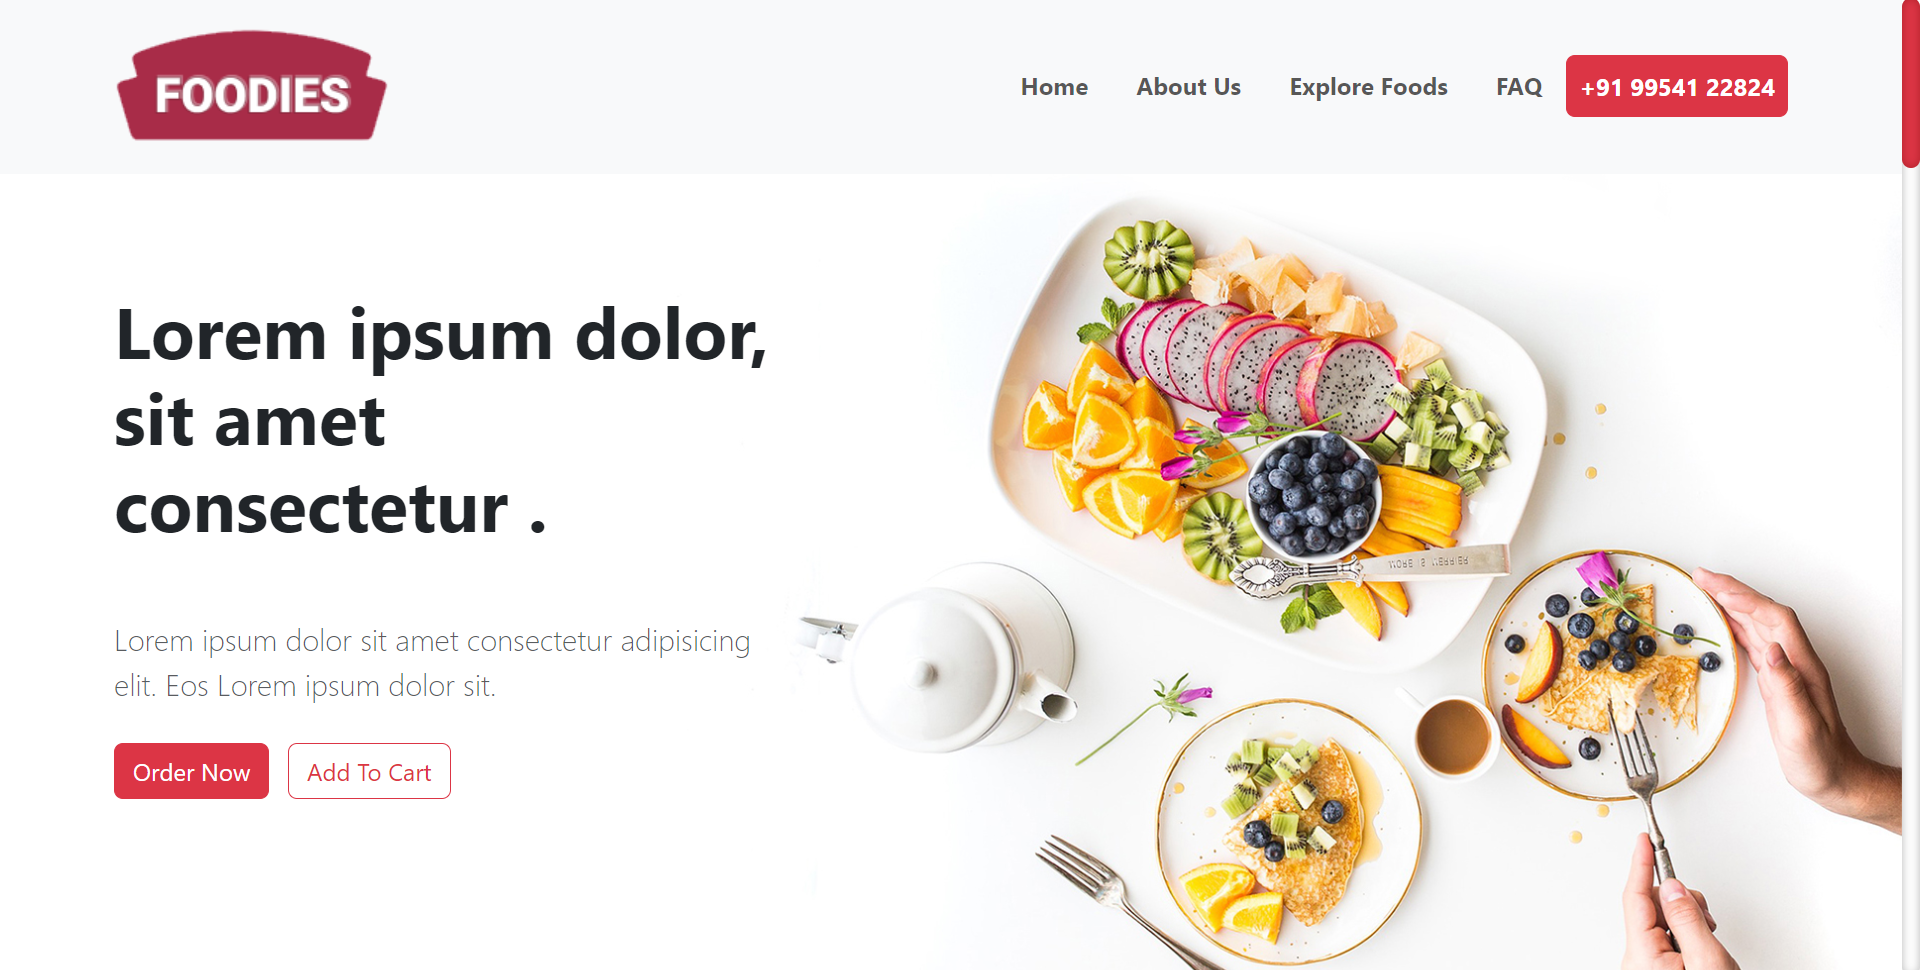 FOODIES
Home About Us Explore Foods FAQ +91 99541 22824
Lorem ipsum dolor,
sit amet
consectetur .
Lorem ipsum dolor sit amet consectetur adipisicing
elit. Eos Lorem ipsum dolor sit.
Order Now Add To Cart